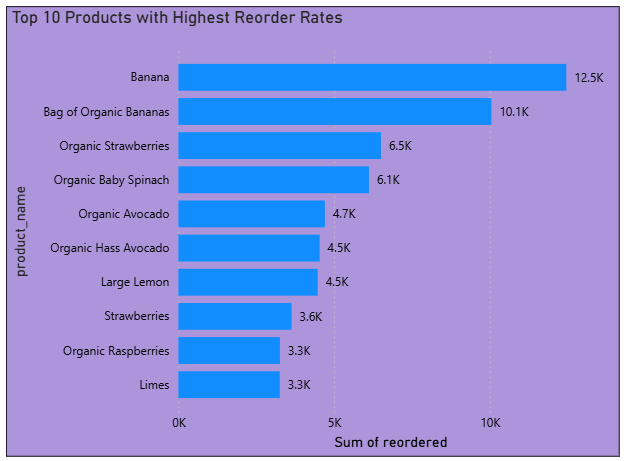 Top 10 Products with Highest Reorder Rates
product_name
Banana 12.5K
Bag of Organic Bananas 10.1K
Organic Strawberries 6.5K
Organic Baby Spinach 6.1K
Organic Avocado 4.7K
Organic Hass Avocado 4.5K
Large Lemon 4.5K
Strawberries 3.6K
Organic Raspberries 3.3K
Limes 3.3K
0K 5K 10K
Sum of reordered